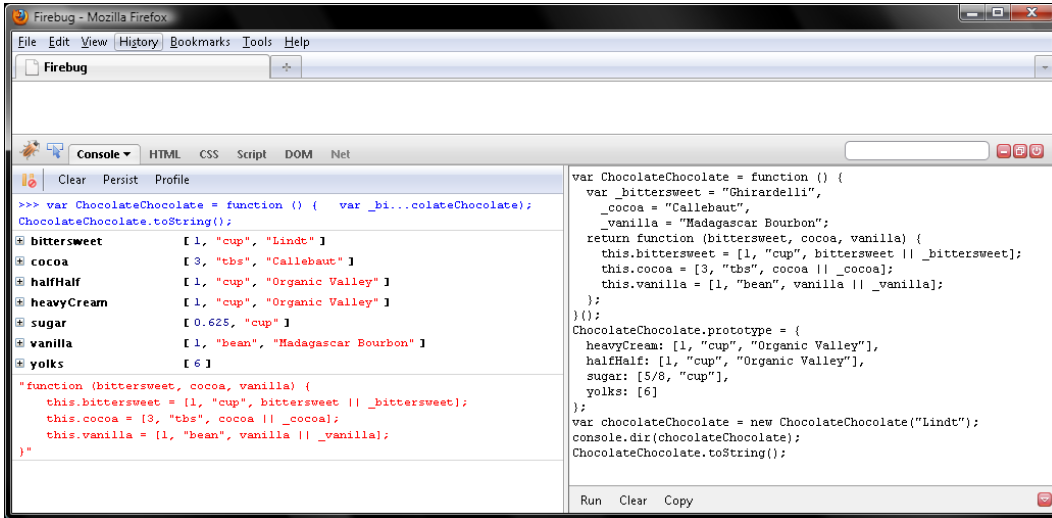 Firebug - Mozilla Firefox
File Edit View History Bookmarks Tools Help
Firebug
Console HTML CSS Script DOM Net
Clear Persist Profile
>>> var ChocolateChocolate = function () {   var _bi...colateChocolate);
ChocolateChocolate.toString();
bittersweet [ 1, "cup", "Lindt" ]
cocoa [ 3, "tbs", "Callebaut" ]
halfHalf [ 1, "cup", "Organic Valley" ]
heavyCream [ 1, "cup", "Organic Valley" ]
sugar [ 0.625, "cup" ]
vanilla [ 1, "bean", "Madagascar Bourbon" ]
yolks [ 6 ]
"function (bittersweet, cocoa, vanilla) {
    this.bittersweet = [1, "cup", bittersweet || _bittersweet];
    this.cocoa = [3, "tbs", cocoa || _cocoa];
    this.vanilla = [1, "bean", vanilla || _vanilla];
}"
var ChocolateChocolate = function () {
  var _bittersweet = "Ghirardelli",
    _cocoa = "Callebaut",
    _vanilla = "Madagascar Bourbon";
  return function (bittersweet, cocoa, vanilla) {
    this.bittersweet = [1, "cup", bittersweet || _bittersweet];
    this.cocoa = [3, "tbs", cocoa || _cocoa];
    this.vanilla = [1, "bean", vanilla || _vanilla];
  };
}();
ChocolateChocolate.prototype = {
  heavyCream: [1, "cup", "Organic Valley"],
  halfHalf: [1, "cup", "Organic Valley"],
  sugar: [5/8, "cup"],
  yolks: [6]
};
var chocolateChocolate = new ChocolateChocolate("Lindt");
console.dir(chocolateChocolate);
ChocolateChocolate.toString();
Run Clear Copy